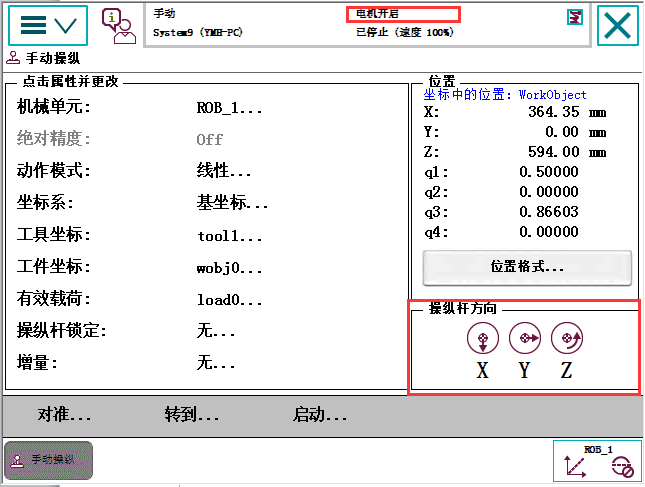 手动
电机开启
System9 (YMH-PC)
已停止 (速度 100%)
手动操纵
点击属性并更改
机械单元: ROB_1...
绝对精度: Off
动作模式: 线性...
坐标系: 基坐标...
工具坐标: tool1...
工件坐标: wobj0...
有效载荷: load0...
操纵杆锁定: 无...
增量: 无...
位置
坐标中的位置: WorkObject
X: 364.35 mm
Y: 0.00 mm
Z: 594.00 mm
q1: 0.50000
q2: 0.00000
q3: 0.86603
q4: 0.00000
位置格式...
操纵杆方向
X Y Z
对准... 转到... 启动...
手动操纵
ROB_1